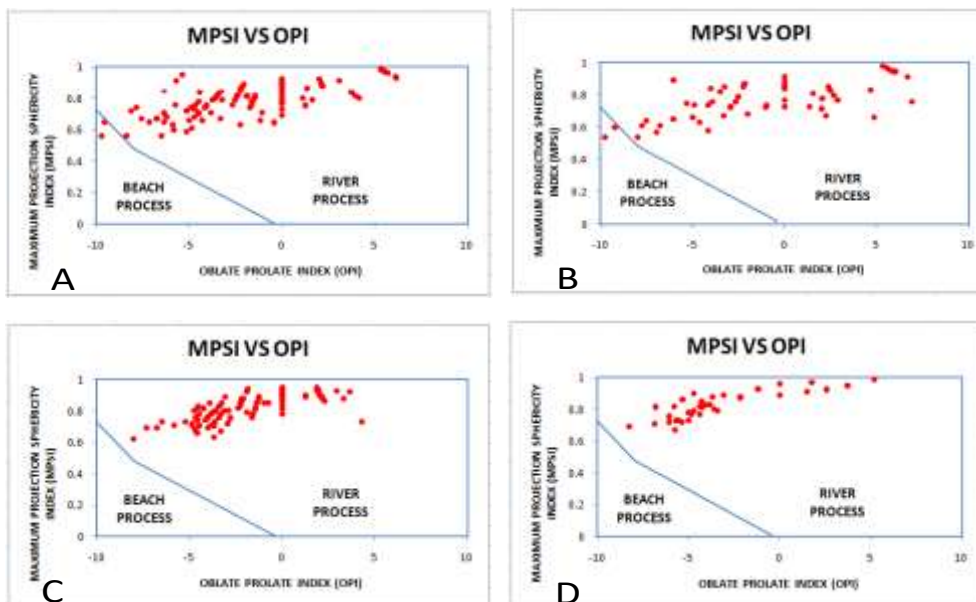 MPSI VS OPI
MAXIMUM PROJECTION SPHERICITY
INDEX (MPSI)
1
0.8
0.6
0.4
0.2
0
BEACH
PROCESS
RIVER
PROCESS
-10
-5
0
5
10
OBLATE PROLATE INDEX (OPI)
A
MPSI VS OPI
MAXIMUM PROJECTION SPHERICITY
INDEX (MPSI)
1
0.8
0.6
0.4
0.2
0
BEACH
PROCESS
RIVER
PROCESS
-10
-5
0
5
10
OBLATE PROLATE INDEX (OPI)
B
MPSI VS OPI
MAXIMUM PROJECTION SPHERICITY
INDEX (MPSI)
1
0.8
0.6
0.4
0.2
0
BEACH
PROCESS
RIVER
PROCESS
-10
-5
0
5
10
OBLATE PROLATE INDEX (OPI)
C
MPSI VS OPI
MAXIMUM PROJECTION SPHERICITY
INDEX (MPSI)
1
0.8
0.6
0.4
0.2
0
BEACH
PROCESS
RIVER
PROCESS
-10
-5
0
5
10
OBLATE PROLATE INDEX (OPI)
D